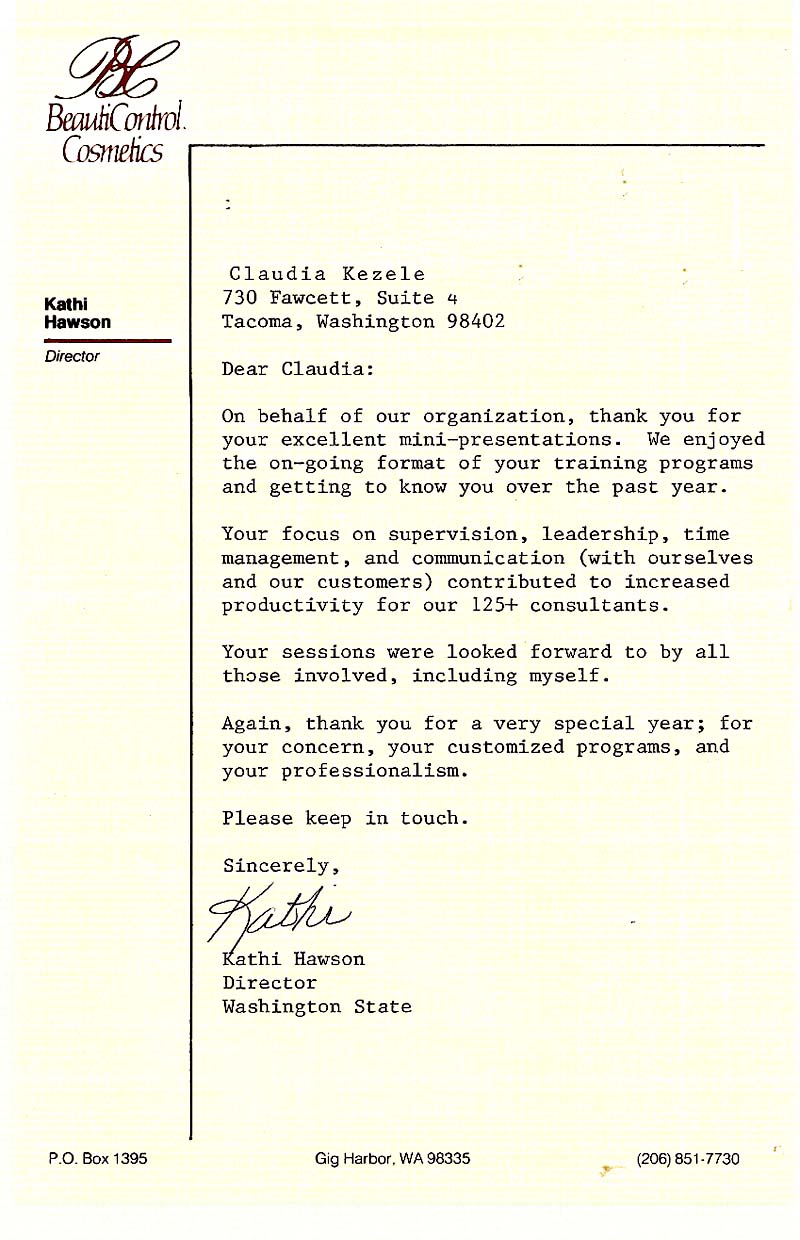 BC
BeautiControl.
Cosmetics
Kathi
Hawson
Director
Claudia Kezele
730 Fawcett, Suite 4
Tacoma, Washington 98402
Dear Claudia:
On behalf of our organization, thank you for
your excellent mini-presentations. We enjoyed
the on-going format of your training programs
and getting to know you over the past year.
Your focus on supervision, leadership, time
management, and communication (with ourselves
and our customers) contributed to increased
productivity for our 125+ consultants.
Your sessions were looked forward to by all
those involved, including myself.
Again, thank you for a very special year; for
your concern, your customized programs, and
your professionalism.
Please keep in touch.
Sincerely,
Kathi
Kathi Hawson
Director
Washington State
P.O. Box 1395 Gig Harbor, WA 98335 (206) 851-7730